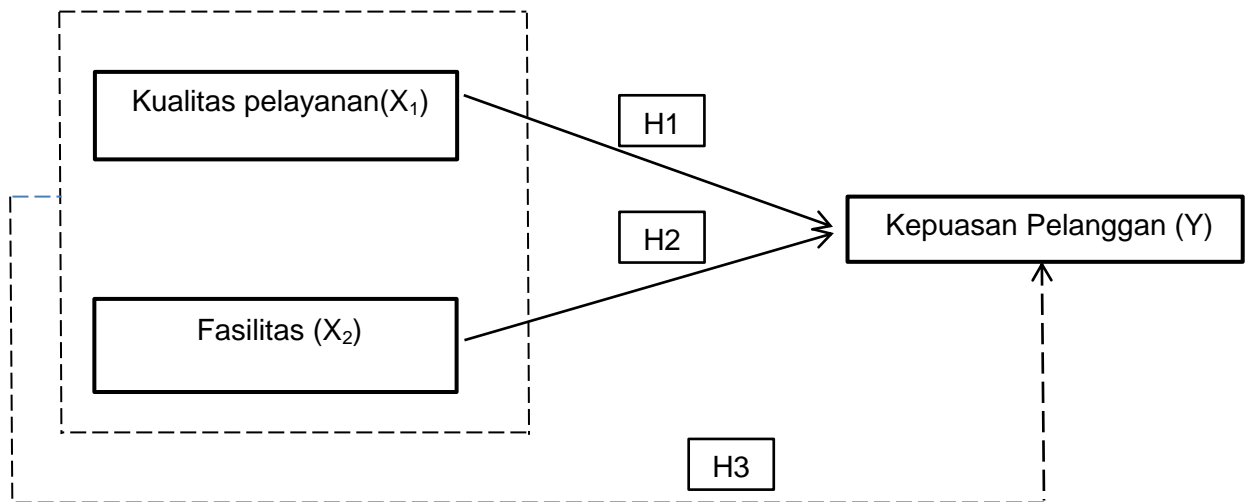 Kualitas pelayanan(X₁)
H1
Kepuasan Pelanggan (Y)
H2
Fasilitas (X₂)
H3